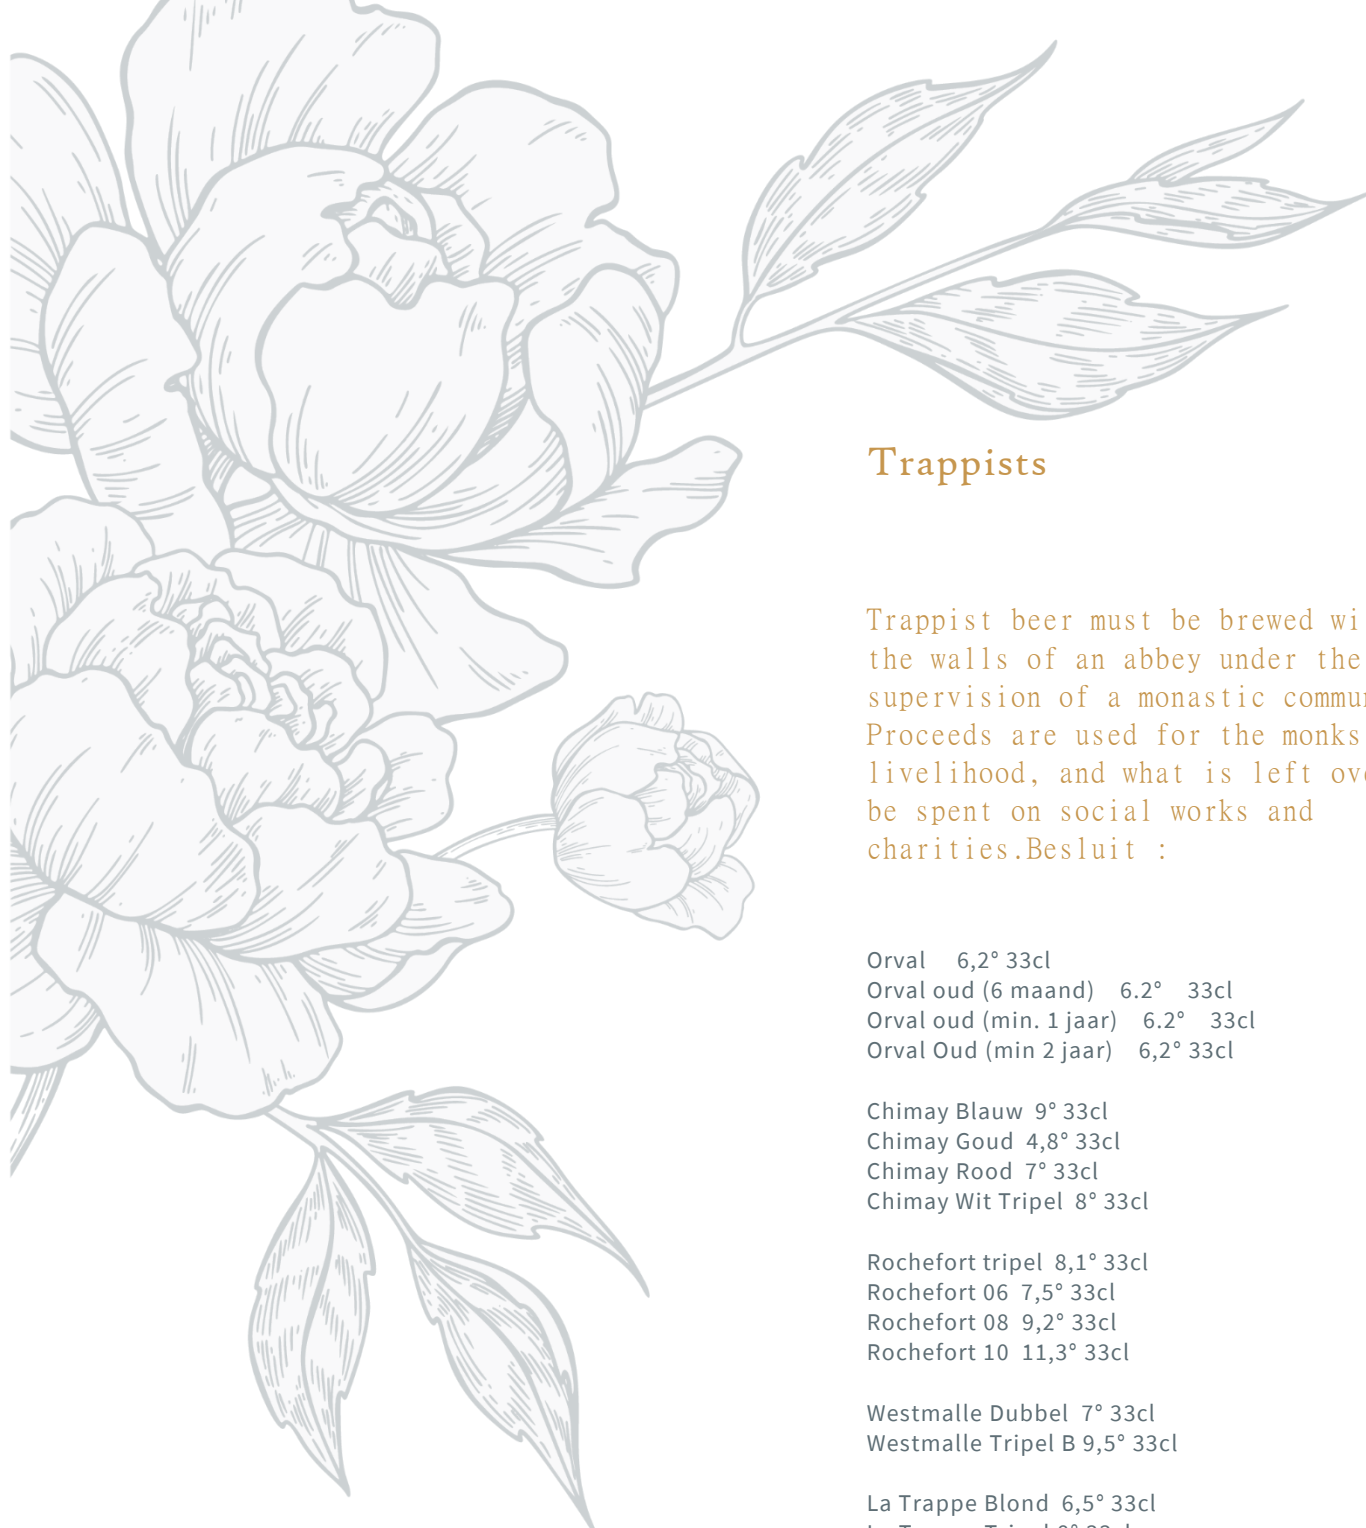 Trappists
Trappist beer must be brewed wi
the walls of an abbey under the
supervision of a monastic commu
Proceeds are used for the monks
livelihood, and what is left ov
be spent on social works and
charities.Besluit :
Orval 6,2° 33cl
Orval oud (6 maand) 6.2° 33cl
Orval oud (min. 1 jaar) 6.2° 33cl
Orval Oud (min 2 jaar) 6,2° 33cl
Chimay Blauw 9° 33cl
Chimay Goud 4,8° 33cl
Chimay Rood 7° 33cl
Chimay Wit Tripel 8° 33cl
Rochefort tripel 8,1° 33cl
Rochefort 06 7,5° 33cl
Rochefort 08 9,2° 33cl
Rochefort 10 11,3° 33cl
Westmalle Dubbel 7° 33cl
Westmalle Tripel B 9,5° 33cl
La Trappe Blond 6,5° 33cl